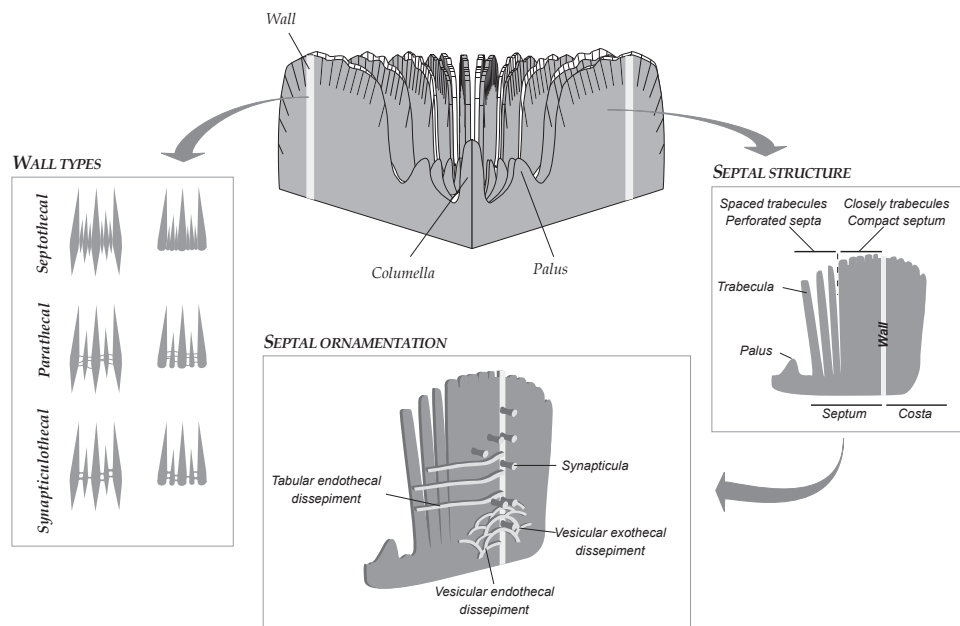 Wall
Columella
Palus
WALL TYPES
Septothecal
Parathecal
Synapticulothecal
SEPTAL STRUCTURE
Spaced trabecules
Perforated septa
Closely trabecules
Compact septum
Trabecula
Palus
Wall
Septum
Costa
SEPTAL ORNAMENTATION
Synapticula
Tabular endothecal
dissepiment
Vesicular exothecal
dissepiment
Vesicular endothecal
dissepiment